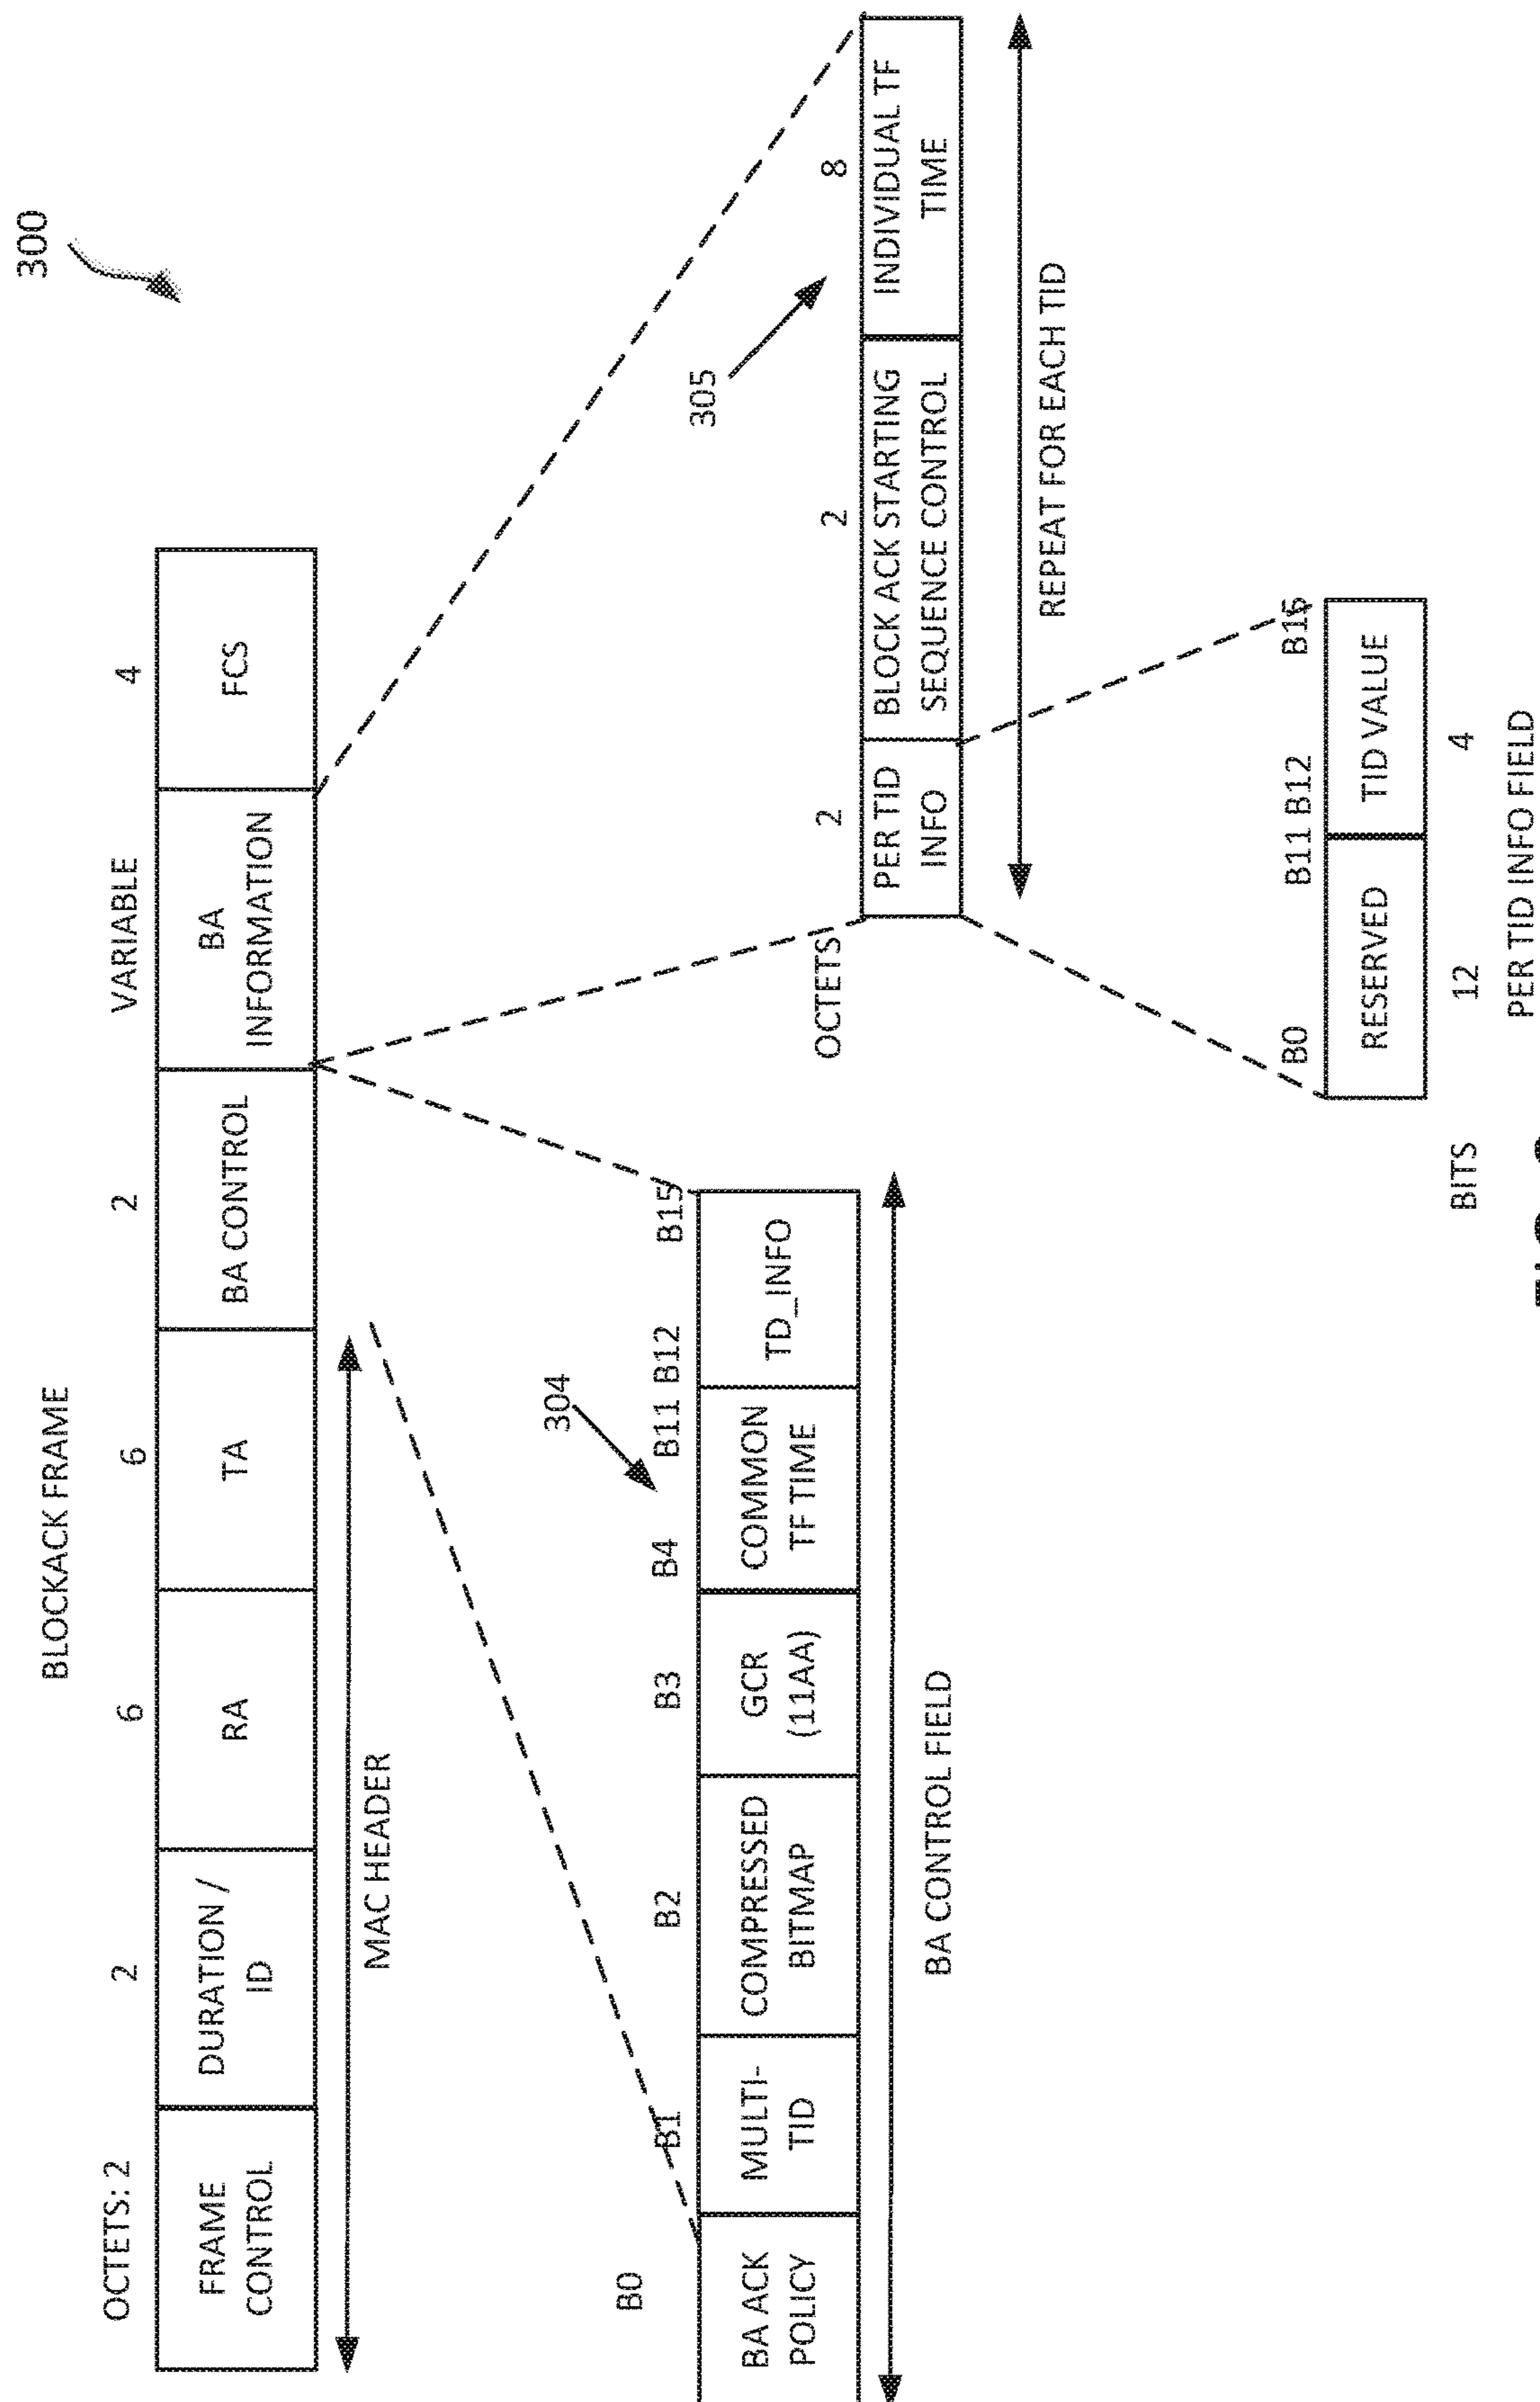 300
BLOCKACK FRAME
OCTETS: 2
2
6
6
2
VARIABLE
4
FRAME
CONTROL
DURATION /
ID
RA
TA
BA CONTROL
BA
INFORMATION
FCS
MAC HEADER
304
B0
B1
B2
B3
B4
B11 B12
B15
BA ACK
POLICY
MULTI-
TID
COMPRESSED
BITMAP
GCR
(11AA)
COMMON
TF TIME
TD_INFO
BA CONTROL FIELD
305
OCTETS
2
2
8
PER TID
INFO
BLOCK ACK STARTING
SEQUENCE CONTROL
INDIVIDUAL TF
TIME
REPEAT FOR EACH TID
B0
B11 B12
B15
RESERVED
TID VALUE
BITS
12
4
PER TID INFO FIELD